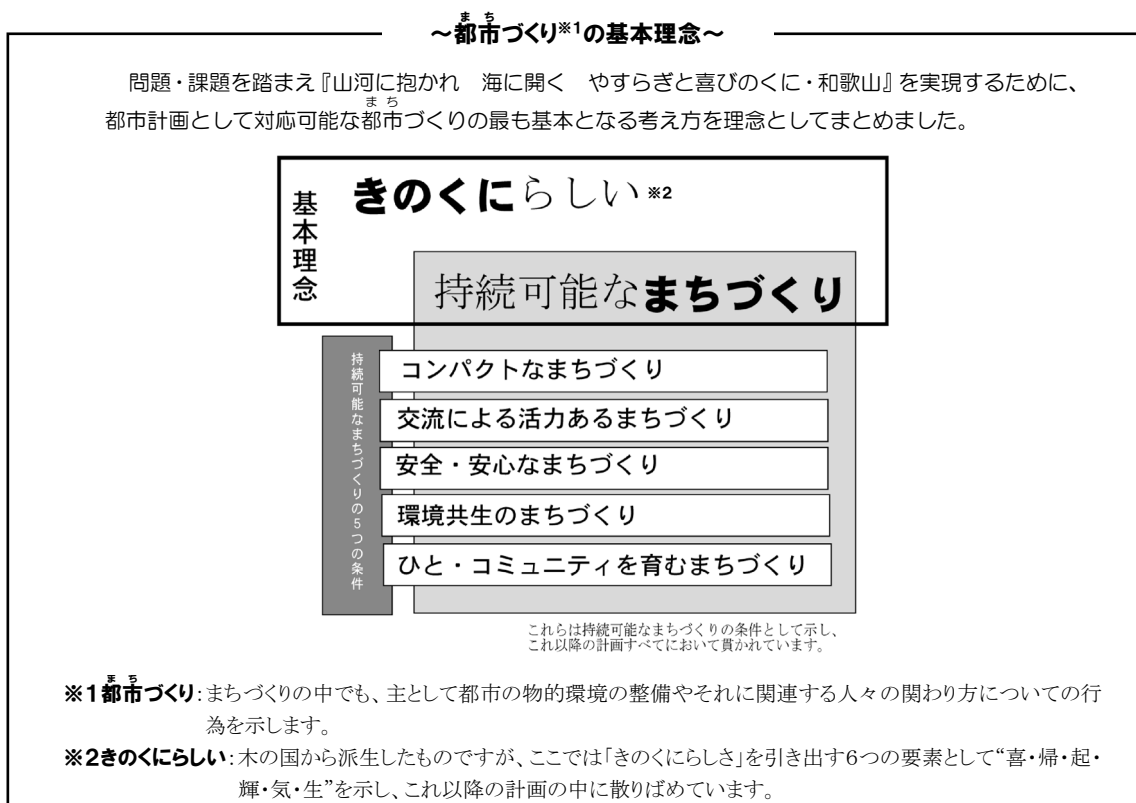 ～都市づくり※1の基本理念～
まち
問題・課題を踏まえ『山河に抱かれ　海に開く　やすらぎと喜びのくに・和歌山』を実現するために、
まち
都市計画として対応可能な都市づくりの最も基本となる考え方を理念としてまとめました。
基本理念
きのくにらしい※2
持続可能なまちづくり
持続可能なまちづくりの5つの条件
コンパクトなまちづくり
交流による活力あるまちづくり
安全・安心なまちづくり
環境共生のまちづくり
ひと・コミュニティを育むまちづくり
これらは持続可能なまちづくりの条件として示し、
これ以降の計画すべてにおいて貫かれています。
まち
※1都市づくり：まちづくりの中でも、主として都市の物的環境の整備やそれに関連する人々の関わり方についての行
為を示します。
※2きのくにらしい：木の国から派生したものですが、ここでは「きのくにらしさ」を引き出す6つの要素として“喜・帰・起・
輝・気・生”を示し、これ以降の計画の中に散りばめています。